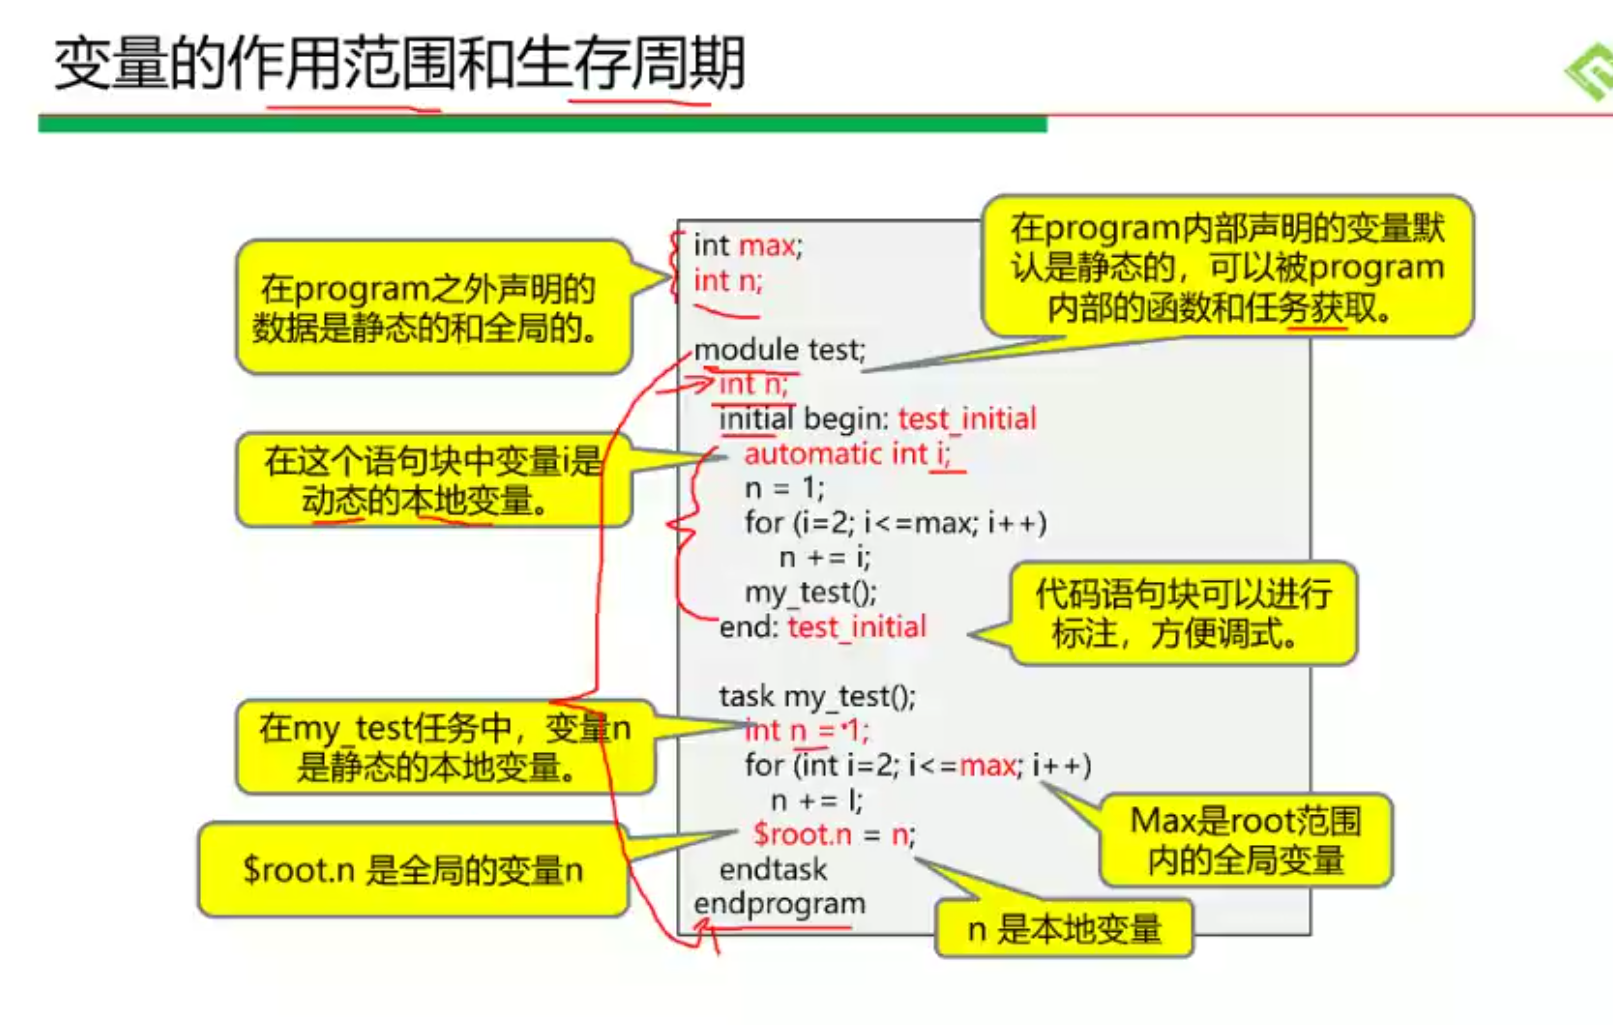 变量的作用范围和生存周期
在program之外声明的
数据是静态的和全局的。
在program内部声明的变量默
认是静态的，可以被program
内部的函数和任务获取。
int max;
int n;
module test;
int n;
initial begin: test_initial
automatic int i;
n = 1;
for (i=2; i<=max; i++)
n += i;
my_test();
end: test_initial
task my_test();
int n = 1;
for (int i=2; i<=max; i++)
n += l;
$root.n = n;
endtask
endprogram
在这个语句块中变量i是
动态的本地变量。
代码语句块可以进行
标注，方便调式。
在my_test任务中，变量n
是静态的本地变量。
Max是root范围
内的全局变量
$root.n 是全局的变量n
n 是本地变量